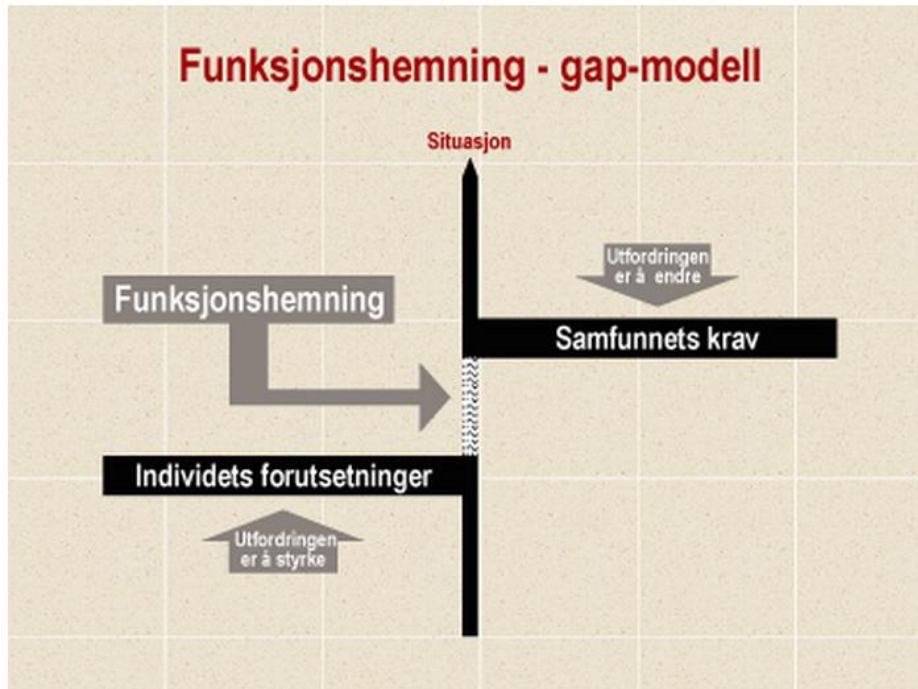 Funksjonshemning - gap-modell
Situasjon
Utfordringen
er å endre
Funksjonshemning
Samfunnets krav
Individets forutsetninger
Utfordringen
er å styrke